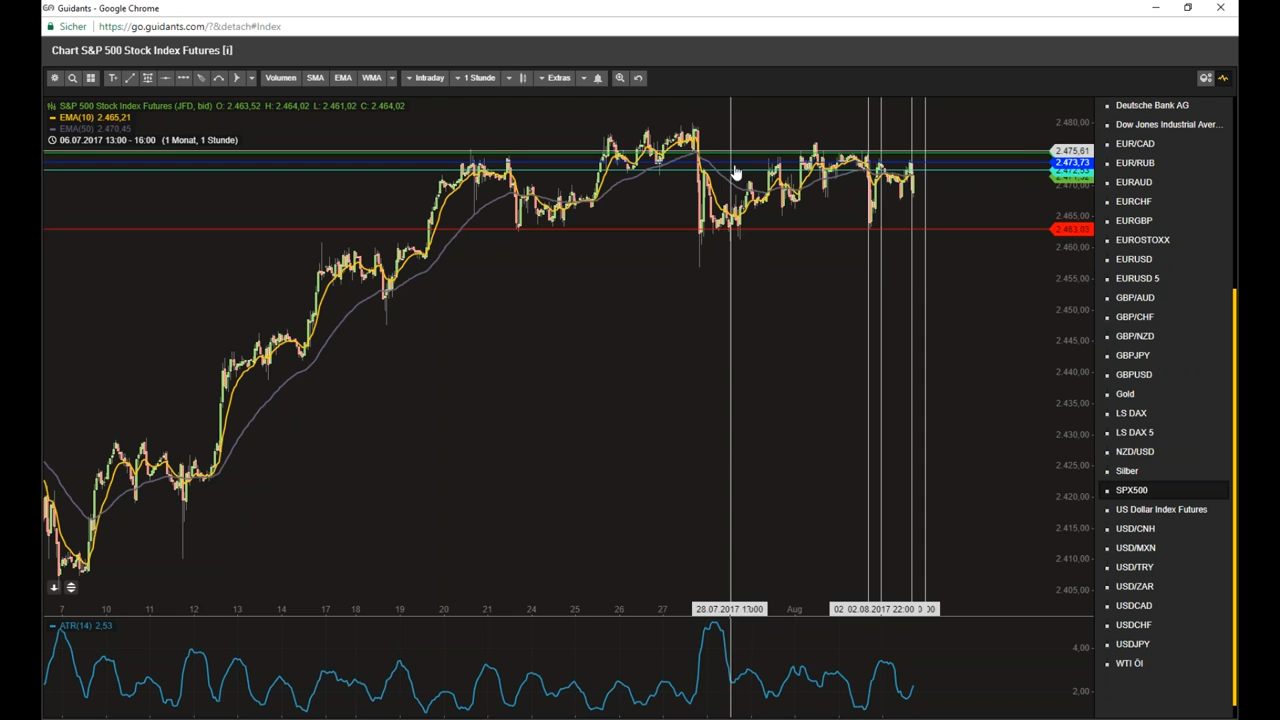 Guidants - Google Chrome
Sicher https://go.guidants.com/?&detach#Index
Chart S&P 500 Stock Index Futures [i]
Volumen SMA EMA WMA Intraday 1 Stunde Extras
S&P 500 Stock Index Futures (JFD, bid) O: 2.463,52 H: 2.464,02 L: 2.461,02 C: 2.464,02
EMA(10) 2.465,21
EMA(50) 2.470,45
06.07.2017 13:00 - 16:00 (1 Monat, 1 Stunde)
2.480,00
2.475,61
2.473,73
2.472,53
2.470,00
2.465,00
2.463,03
2.460,00
2.455,00
2.450,00
2.445,00
2.440,00
2.435,00
2.430,00
2.425,00
2.420,00
2.415,00
2.410,00
2.405,00
7 10 11 12 13 14 17 18 19 20 21 24 25 26 27 28.07.2017 Aug 02 02.08.2017 22:00 00
ATR(14) 2,53
4,00
2,00
Deutsche Bank AG
Dow Jones Industrial Aver...
EUR/CAD
EUR/RUB
EURAUD
EURCHF
EURGBP
EUROSTOXX
EURUSD
EURUSD 5
GBP/AUD
GBP/CHF
GBP/NZD
GBPJPY
GBPUSD
Gold
LS DAX
LS DAX 5
NZD/USD
Silber
SPX500
US Dollar Index Futures
USD/CNH
USD/MXN
USD/TRY
USD/ZAR
USDCAD
USDCHF
USDJPY
WTI Öl